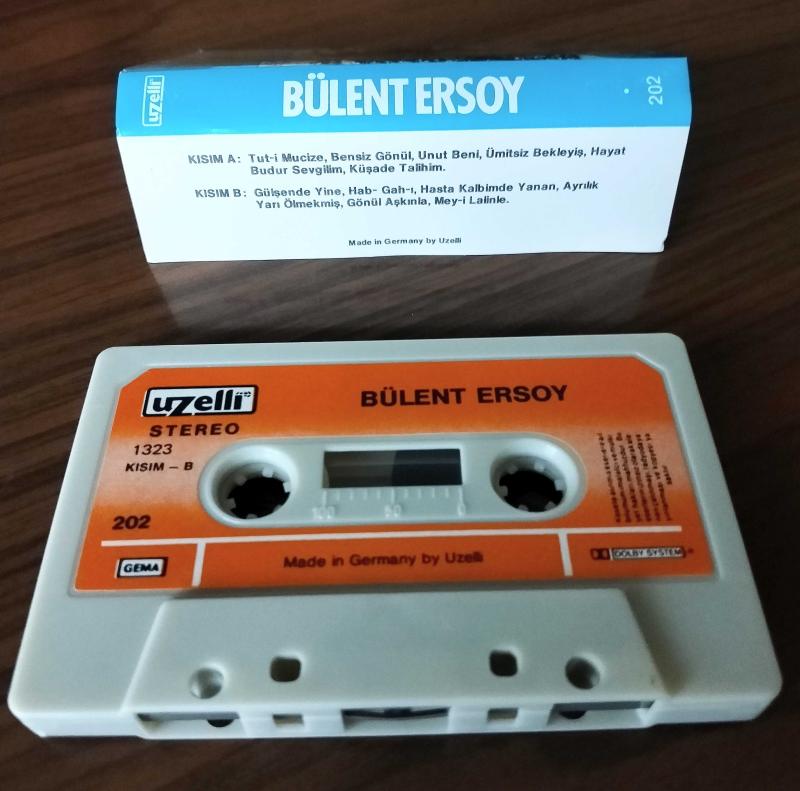 uzelli
BÜLENT ERSOY
202
KISIM A: Tut-i Mucize, Bensiz Gönül, Unut Beni, Ümitsiz Bekleyiş, Hayat
Budur Sevgilim, Küşade Talihim.
KISIM B: Gülşende Yine, Hab- Gah-ı, Hasta Kalbimde Yanan, Ayrılık
Yarı Ölmekmiş, Gönül Aşkınla, Mey-i Lalinle.
Made in Germany by Uzelli
uzelli
BÜLENT ERSOY
STEREO
1323
KISIM – B
100 50 0
202
GEMA
Made in Germany by Uzelli
DOLBY SYSTEM